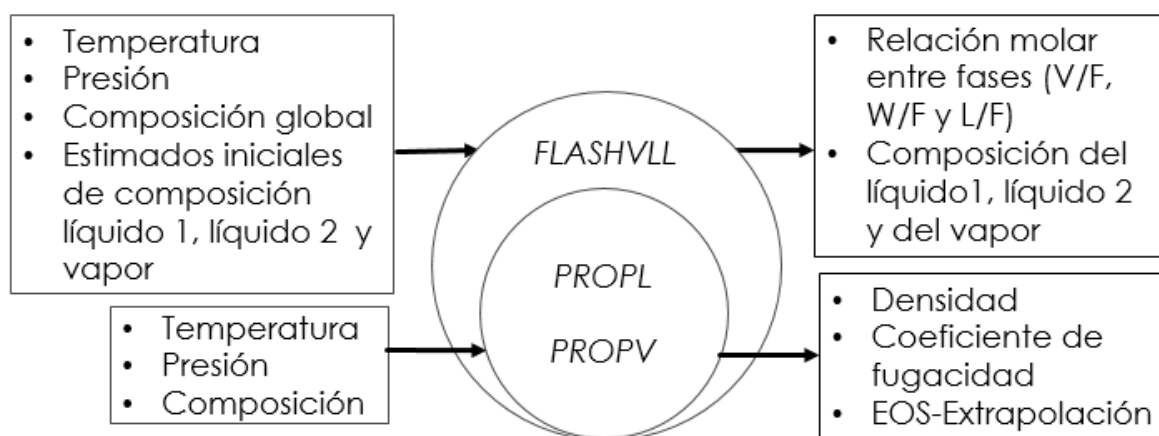 • Temperatura
• Presión
• Composición global
• Estimados iniciales
de composición
líquido 1, líquido 2 y
vapor
• Temperatura
• Presión
• Composición
FLASHVLL
PROPL
PROPV
• Relación molar
entre fases (V/F,
W/F y L/F)
• Composición del
líquido1, líquido 2
y del vapor
• Densidad
• Coeficiente de
fugacidad
• EOS-Extrapolación